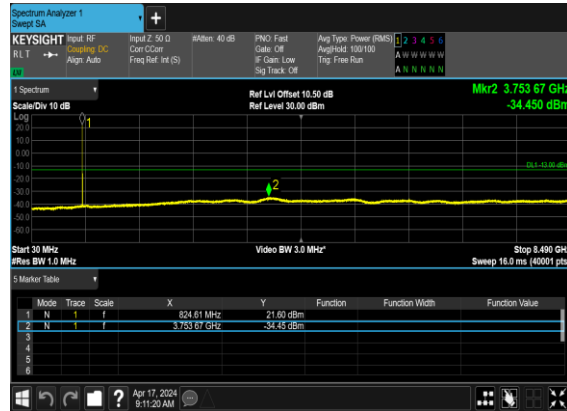 Spectrum Analyzer 1
Swept SA
+
KEYSIGHT Input: RF Input Z: 50 Ω #Atten: 40 dB PNO: Fast Avg Type: Power (RMS) 1 2 3 4 5 6
RLT Coupling: DC Corr CCorr Gate: Off Avg|Hold: 100/100 A W W W W W
Align: Auto Freq Ref: Int (S) IF Gain: Low Trig: Free Run
Sig Track: Off A N N N N N
1 Spectrum Ref Lvl Offset 10.50 dB Mkr2 3.753 67 GHz
Scale/Div 10 dB Ref Level 30.00 dBm -34.450 dBm
Log
20.0
10.0
0.00
-10.0
-20.0
-30.0
-40.0
-50.0
-60.0
1
2
DL1 -13.00 dBm
Start 30 MHz Video BW 3.0 MHz* Stop 8.490 GHz
#Res BW 1.0 MHz Sweep 16.0 ms (40001 pts)
5 Marker Table
Mode Trace Scale X Y Function Function Width Function Value
1 N 1 f 824.61 MHz 21.60 dBm
2 N 1 f 3.753 67 GHz -34.45 dBm
3
4
5
6
? Apr 17, 2024
9:11:20 AM